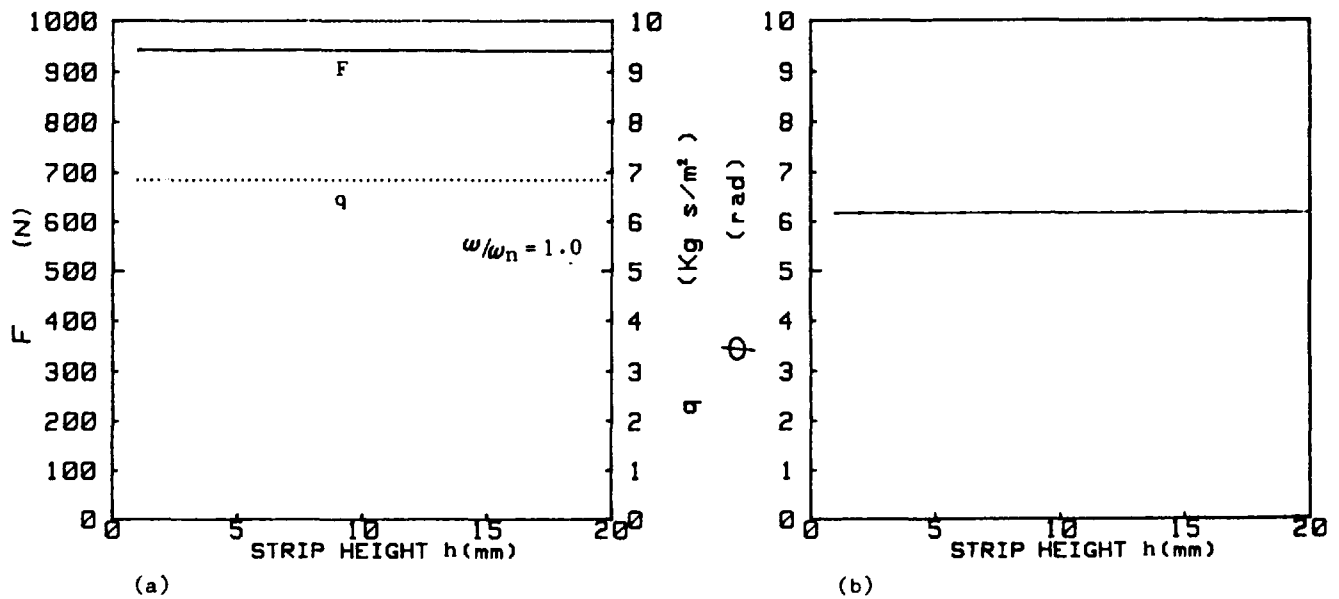 1000
900
800
700
600
500
400
300
200
100
0
F (N)
F
q
ω/ωn = 1.0
10
9
8
7
6
5
4
3
2
1
0
q (Kg s/m²)
0 5 10 15 20
STRIP HEIGHT h(mm)
(a)
10
9
8
7
6
5
4
3
2
1
0
Φ (rad)
0 5 10 15 20
STRIP HEIGHT h(mm)
(b)